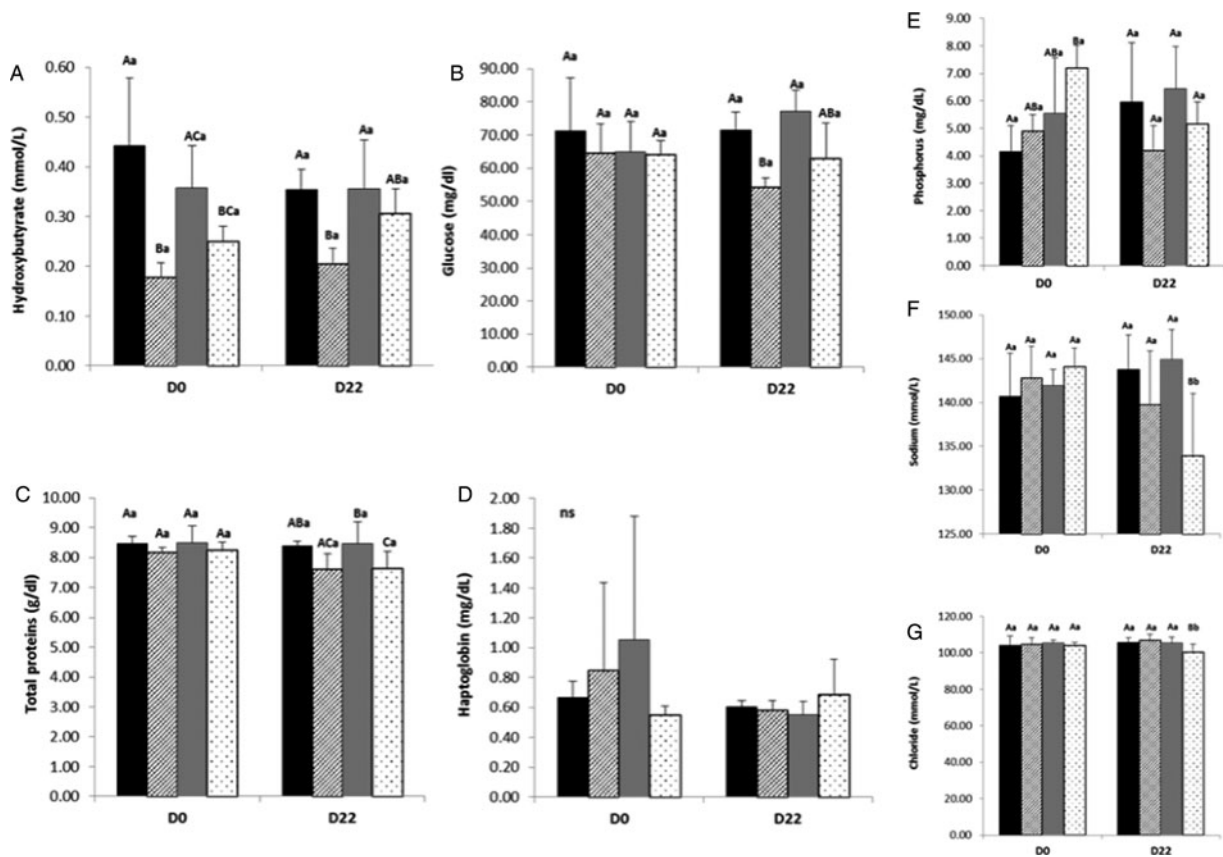 A
Hydroxybutyrate (mmol/L)
0.60
0.50
0.40
0.30
0.20
0.10
0.00
Aa
Ba
ACa
BCa
Aa
Ba
Aa
ABa
D0
D22
B
Glucose (mg/dl)
90.00
80.00
70.00
60.00
50.00
40.00
30.00
20.00
10.00
0.00
Aa
Aa
Aa
Aa
Aa
Ba
Aa
ABa
D0
D22
C
Total proteins (g/dl)
10.00
9.00
8.00
7.00
6.00
5.00
4.00
3.00
2.00
1.00
0.00
Aa
Aa
Aa
Aa
ABa
ACa
Ba
Ca
D0
D22
D
Haptoglobin (mg/dL)
2.00
1.80
1.60
1.40
1.20
1.00
0.80
0.60
0.40
0.20
0.00
ns
D0
D22
E
Phosphorus (mg/dL)
9.00
8.00
7.00
6.00
5.00
4.00
3.00
2.00
1.00
0.00
Aa
ABa
ABa
Ba
Aa
Aa
Aa
Aa
D0
D22
F
Sodium (mmol/L)
150.00
145.00
140.00
135.00
130.00
125.00
Aa
Aa
Aa
Aa
Aa
Aa
Aa
Bb
D0
D22
G
Chloride (mmol/L)
120.00
100.00
80.00
60.00
40.00
20.00
0.00
Aa
Aa
Aa
Aa
Aa
Aa
Aa
Bb
D0
D22